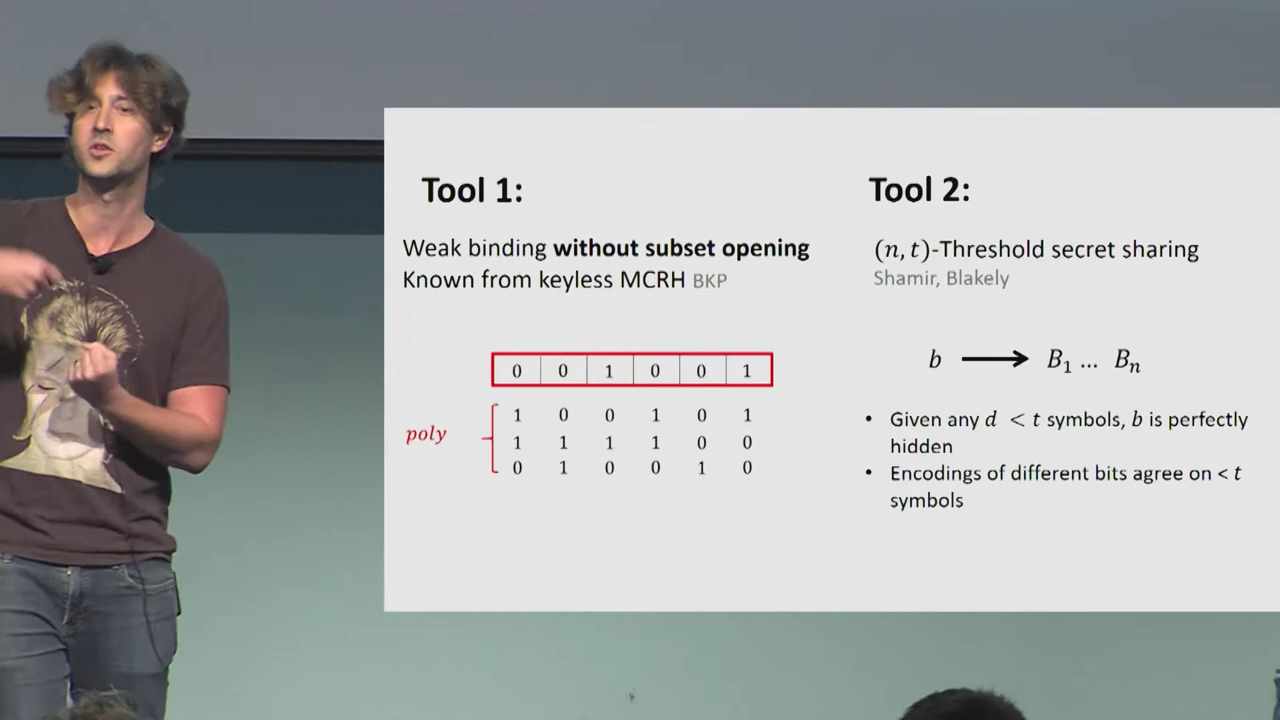 Tool 1:
Weak binding without subset opening
Known from keyless MCRH BKP
0 0 1 0 0 1
poly
1 0 0 1 0 1
1 1 1 1 0 0
0 1 0 0 1 0
Tool 2:
(n, t)-Threshold secret sharing
Shamir, Blakely
b ⟶ B₁ … Bₙ
• Given any d < t symbols, b is perfectly
hidden
• Encodings of different bits agree on < t
symbols